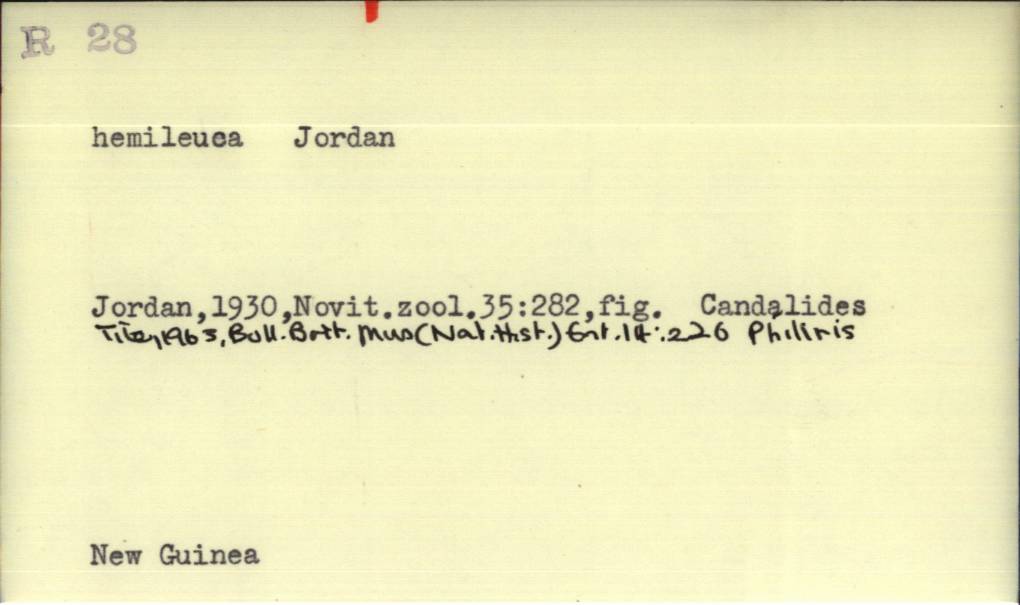 R 28
hemileuca Jordan
Jordan,1930,Novit.zool.35:282,fig. Candalides
Tite,1963,Bull.Brit.Mus(Nat.Hist.)Ent.14:226 Philiris
New Guinea